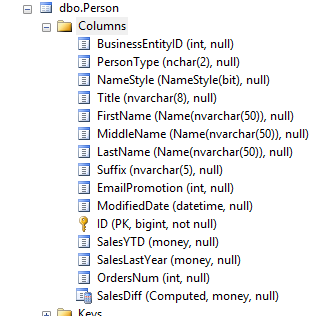 dbo.Person
Columns
BusinessEntityID (int, null)
PersonType (nchar(2), null)
NameStyle (NameStyle(bit), null)
Title (nvarchar(8), null)
FirstName (Name(nvarchar(50)), null)
MiddleName (Name(nvarchar(50)), null)
LastName (Name(nvarchar(50)), null)
Suffix (nvarchar(5), null)
EmailPromotion (int, null)
ModifiedDate (datetime, null)
ID (PK, bigint, not null)
SalesYTD (money, null)
SalesLastYear (money, null)
OrdersNum (int, null)
SalesDiff (Computed, money, null)
Keys